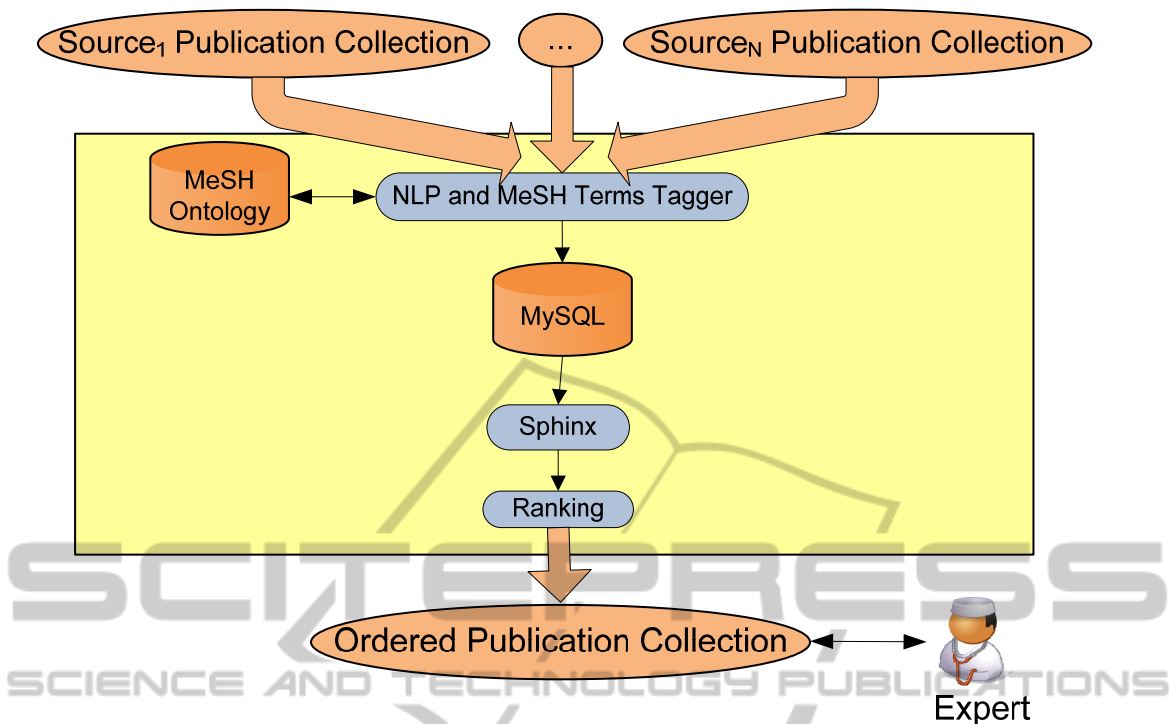 Source₁ Publication Collection
...
Source_N Publication Collection
MeSH
Ontology
NLP and MeSH Terms Tagger
MySQL
Sphinx
Ranking
SCITEPRESS
Ordered Publication Collection
SCIENCE AND TECHNOLOGY PUBLICATIONS
Expert